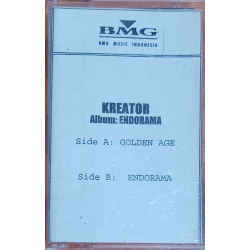 BMG
BMG MUSIC INDONESIA
KREATOR
Album: ENDORAMA
Side A: GOLDEN AGE
Side B: ENDORAMA